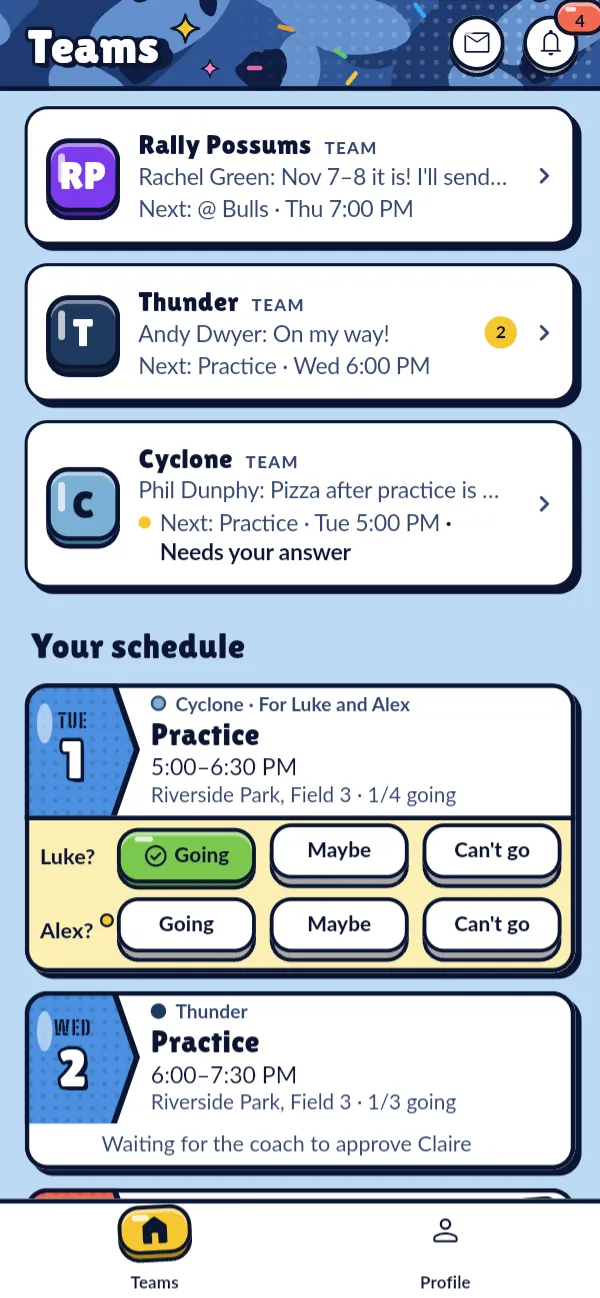 Teams
4
Rally Possums TEAM
RP
Rachel Green: Nov 7–8 it is! I'll send...
Next: @ Bulls · Thu 7:00 PM
Thunder TEAM
T
Andy Dwyer: On my way!
2
Next: Practice · Wed 6:00 PM
Cyclone TEAM
C
Phil Dunphy: Pizza after practice is ...
Next: Practice · Tue 5:00 PM ·
Needs your answer
Your schedule
TUE
1
Cyclone · For Luke and Alex
Practice
5:00–6:30 PM
Riverside Park, Field 3 · 1/4 going
Luke? Going Maybe Can't go
Alex? Going Maybe Can't go
WED
2
Thunder
Practice
6:00–7:30 PM
Riverside Park, Field 3 · 1/3 going
Waiting for the coach to approve Claire
Teams Profile